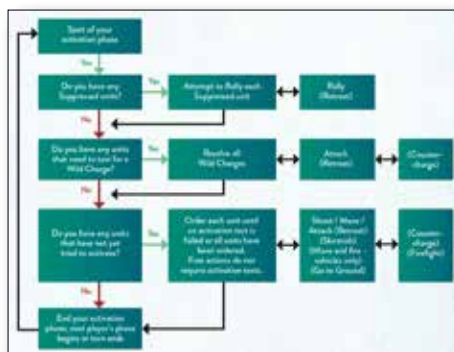 Start of your
activation phase
Yes
Do you have any
Suppressed units?
Yes
Attempt to Rally each
Suppressed unit
Rally
(Retreat)
No
Do you have any units
that need to test for a
Wild Charge?
Yes
Resolve all
Wild Charges
Attack
(Retreat)
(Counter-
charge)
No
Do you have any units
that have not yet
tried to activate?
Yes
Order each unit until
an activation test is
failed or all units have
been ordered.
Free actions do not
require activation tests.
Shoot / Move /
Attack (Retreat)
(Skirmish)
(Move and fire –
vehicles only)
(Go to Ground)
(Counter-
charge)
(Firefight)
No
End your activation
phase, next player's phase
begins or turn ends